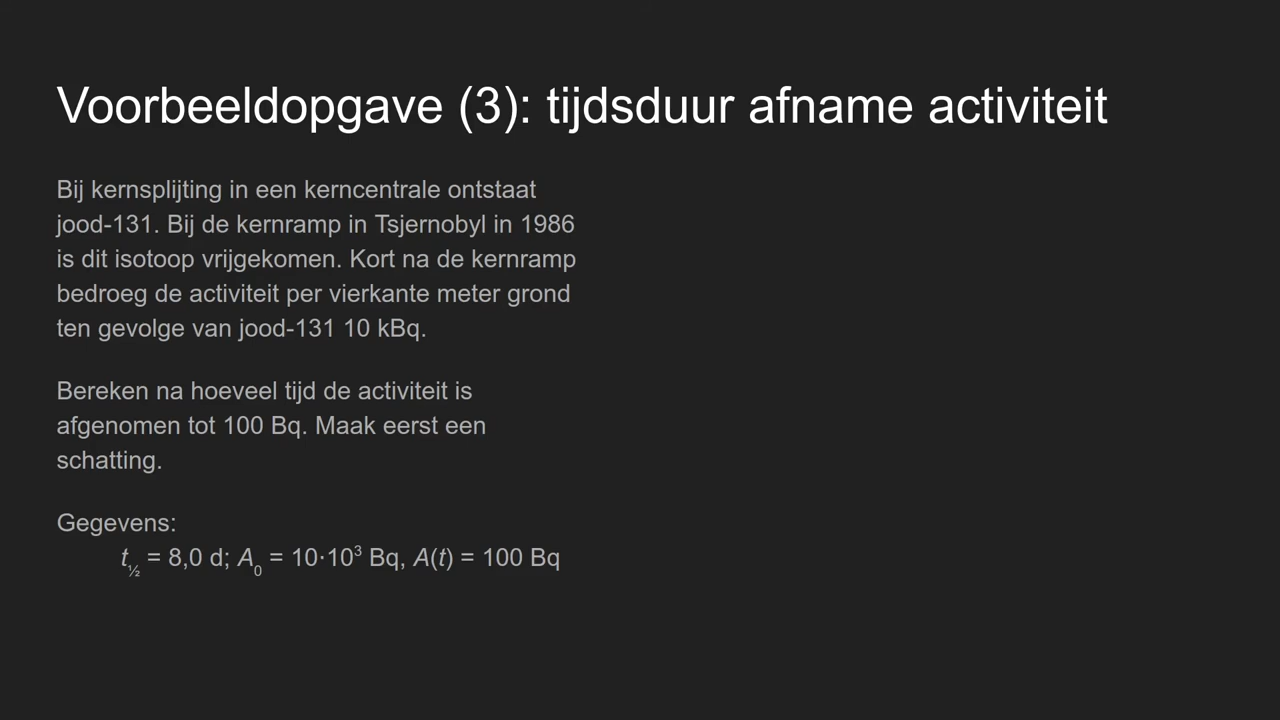 Voorbeeldopgave (3): tijdsduur afname activiteit
Bij kernsplijting in een kerncentrale ontstaat
jood-131. Bij de kernramp in Tsjernobyl in 1986
is dit isotoop vrijgekomen. Kort na de kernramp
bedroeg de activiteit per vierkante meter grond
ten gevolge van jood-131 10 kBq.
Bereken na hoeveel tijd de activiteit is
afgenomen tot 100 Bq. Maak eerst een
schatting.
Gegevens:
t½ = 8,0 d; A₀ = 10·10³ Bq, A(t) = 100 Bq